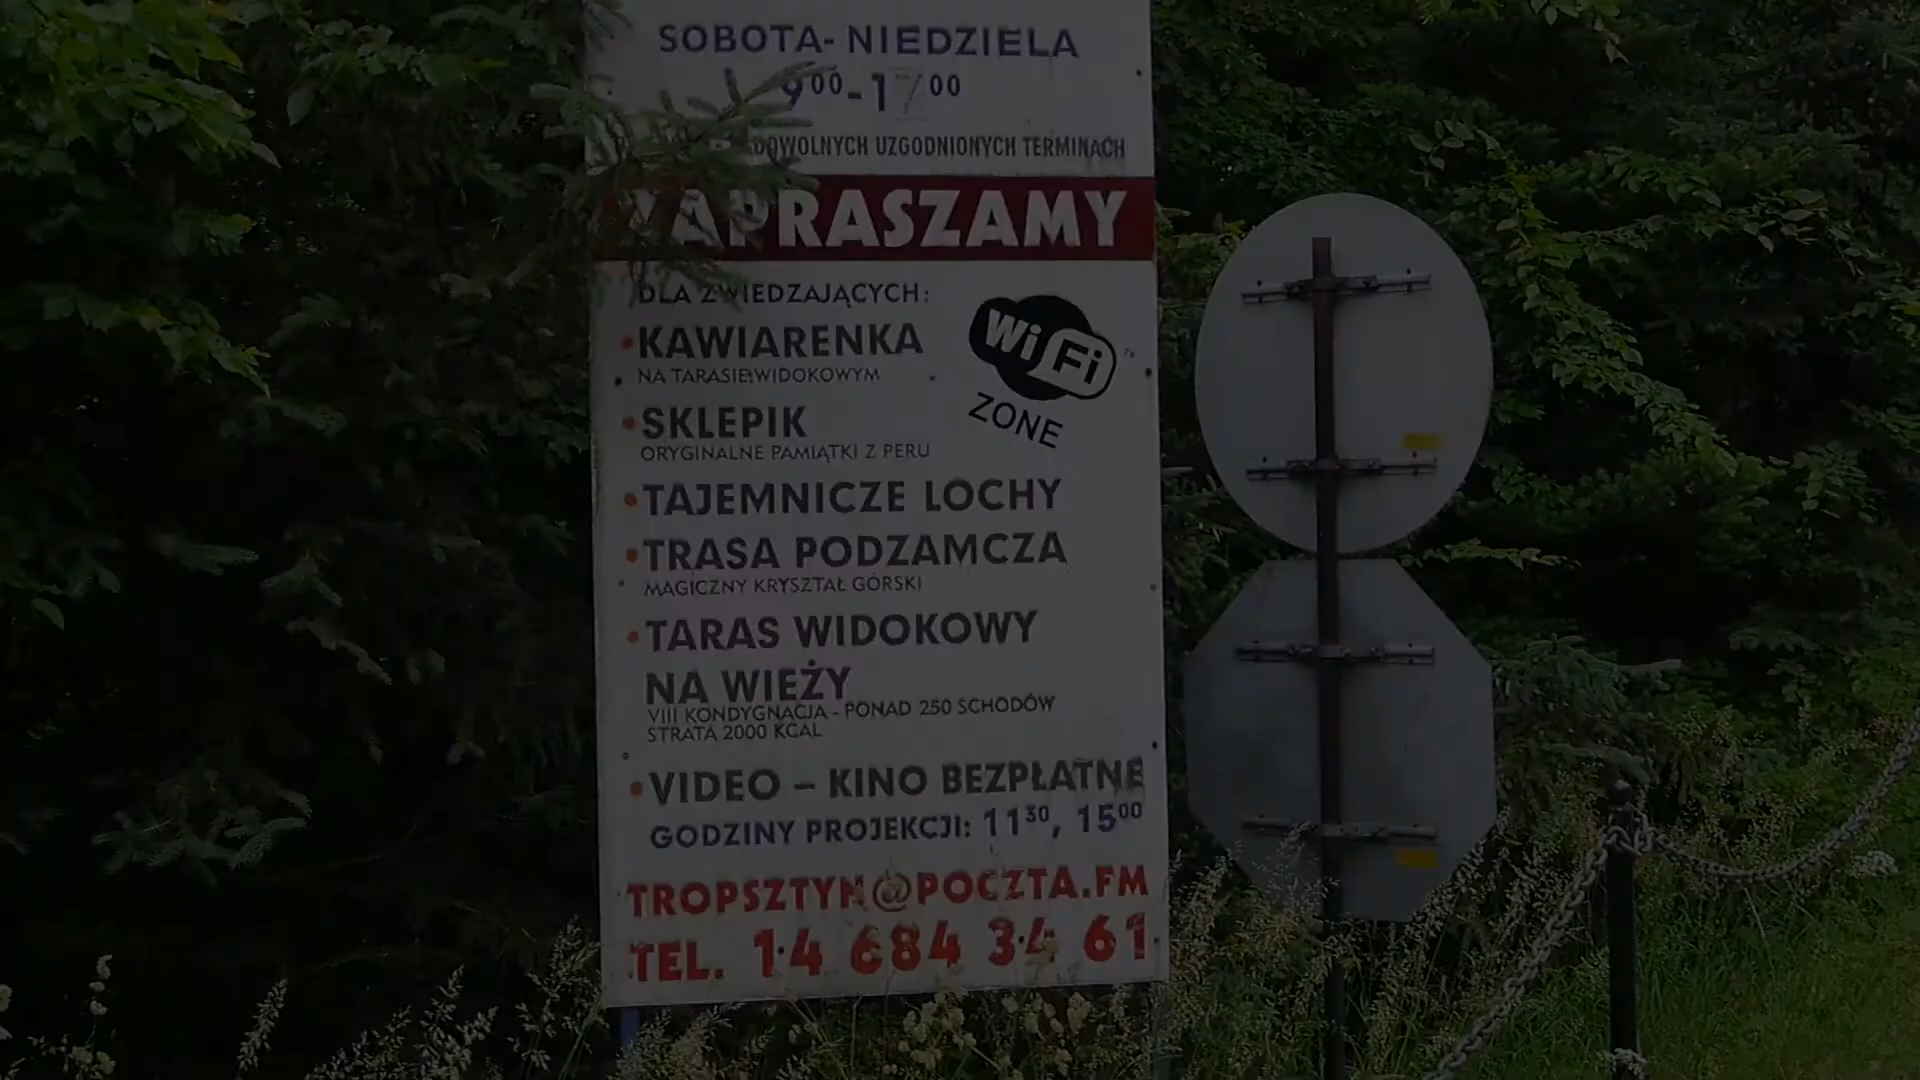 SOBOTA- NIEDZIELA
9⁰⁰-17⁰⁰
DOWOLNYCH UZGODNIONYCH TERMINACH
ZAPRASZAMY
DLA ZWIEDZAJĄCYCH:
•KAWIARENKA
NA TARASIE WIDOKOWYM
Wi Fi
ZONE
•SKLEPIK
ORYGINALNE PAMIĄTKI Z PERU
•TAJEMNICZE LOCHY
•TRASA PODZAMCZA
MAGICZNY KRYSZTAŁ GÓRSKI
•TARAS WIDOKOWY
NA WIEŻY
VIII KONDYGNACJA - PONAD 250 SCHODÓW
STRATA 2000 KCAL
•VIDEO – KINO BEZPŁATNE
GODZINY PROJEKCJI: 11³⁰, 15⁰⁰
TROPSZTYN@POCZTA.FM
TEL. 14 684 34 61